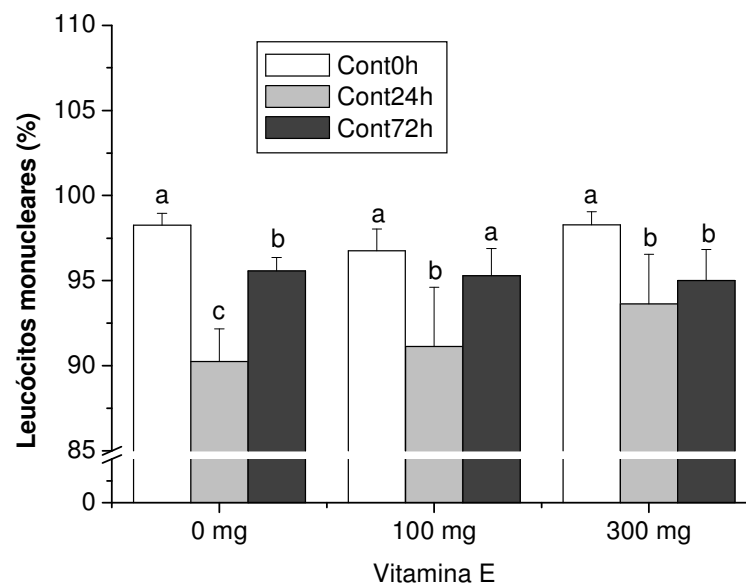 110
105
100
95
90
85
0
Leucócitos monucleares (%)
Cont0h
Cont24h
Cont72h
a
c
b
a
b
a
a
b
b
0 mg
100 mg
300 mg
Vitamina E